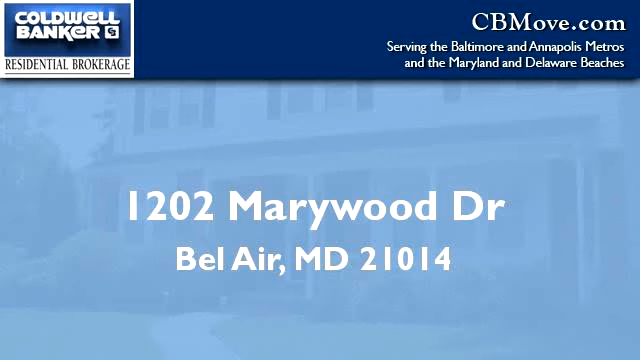 COLDWELL
BANKER CB
RESIDENTIAL BROKERAGE
CBMove.com
Serving the Baltimore and Annapolis Metros
and the Maryland and Delaware Beaches
1202 Marywood Dr
Bel Air, MD 21014